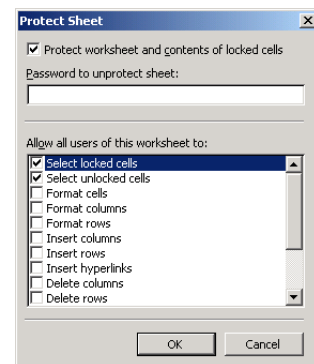 Protect Sheet
Protect worksheet and contents of locked cells
Password to unprotect sheet:
Allow all users of this worksheet to:
Select locked cells
Select unlocked cells
Format cells
Format columns
Format rows
Insert columns
Insert rows
Insert hyperlinks
Delete columns
Delete rows
OK Cancel